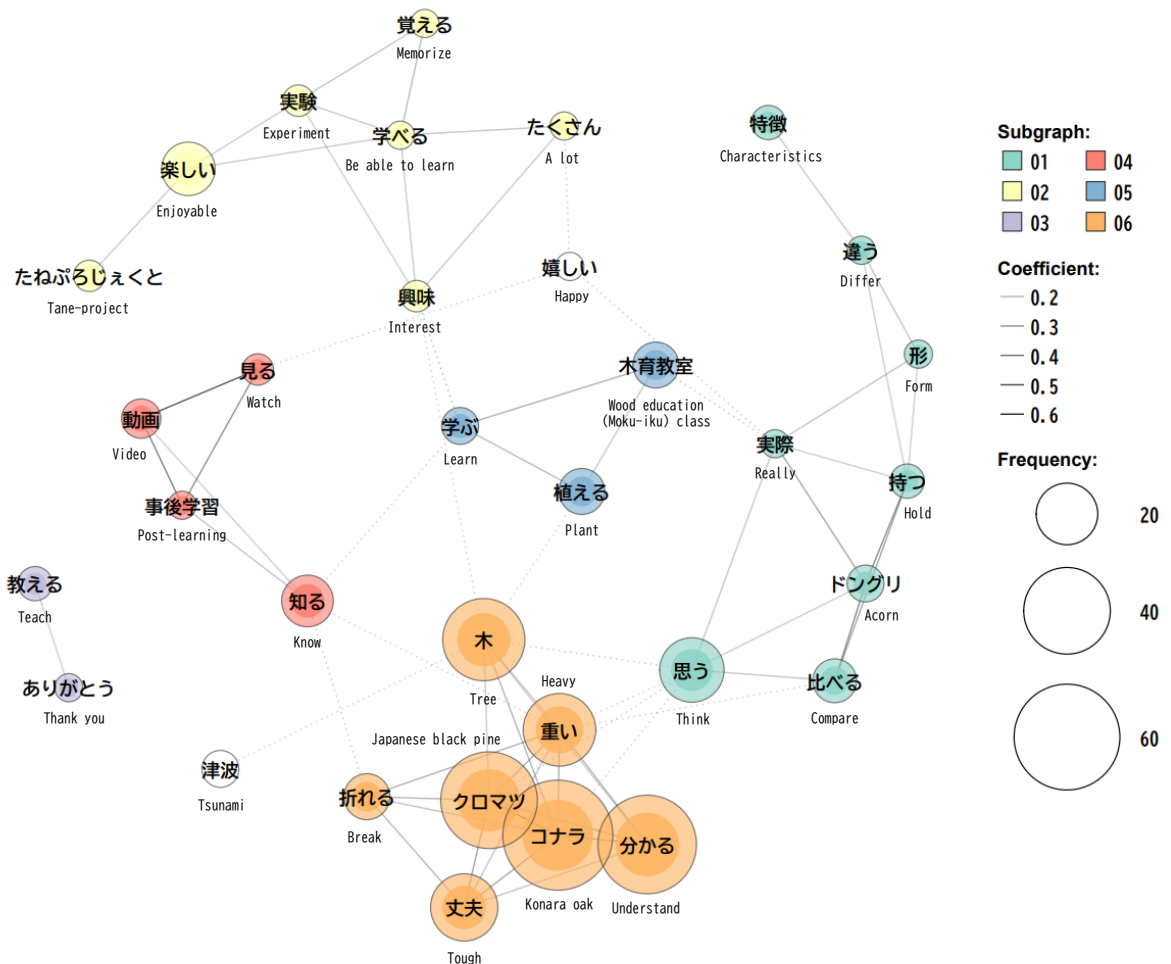 覚える
Memorize
実験
Experiment
学べる
Be able to learn
たくさん
A lot
特徴
Characteristics
楽しい
Enjoyable
違う
Differ
たねぷろじぇくと
Tane-project
嬉しい
Happy
興味
Interest
見る
Watch
木育教室
Wood education
(Moku-iku) class
形
Form
動画
Video
学ぶ
Learn
実際
Really
植える
Plant
持つ
Hold
事後学習
Post-learning
教える
Teach
知る
Know
ドングリ
Acorn
木
Tree
思う
Think
比べる
Compare
ありがとう
Thank you
Heavy
重い
Japanese black pine
クロマツ
津波
Tsunami
折れる
Break
コナラ
Konara oak
分かる
Understand
丈夫
Tough
Subgraph:
01 04
02 05
03 06
Coefficient:
0.2
0.3
0.4
0.5
0.6
Frequency:
20
40
60